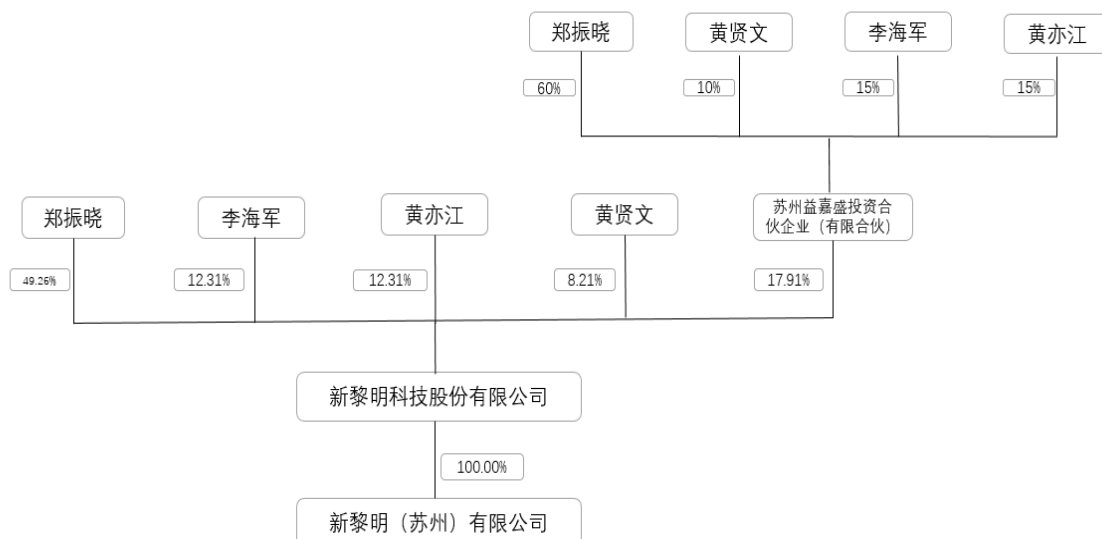 郑振晓
黄贤文
李海军
黄亦江
60%
10%
15%
15%
郑振晓
李海军
黄亦江
黄贤文
苏州益嘉盛投资合
伙企业（有限合伙）
49.26%
12.31%
12.31%
8.21%
17.91%
新黎明科技股份有限公司
100.00%
新黎明（苏州）有限公司